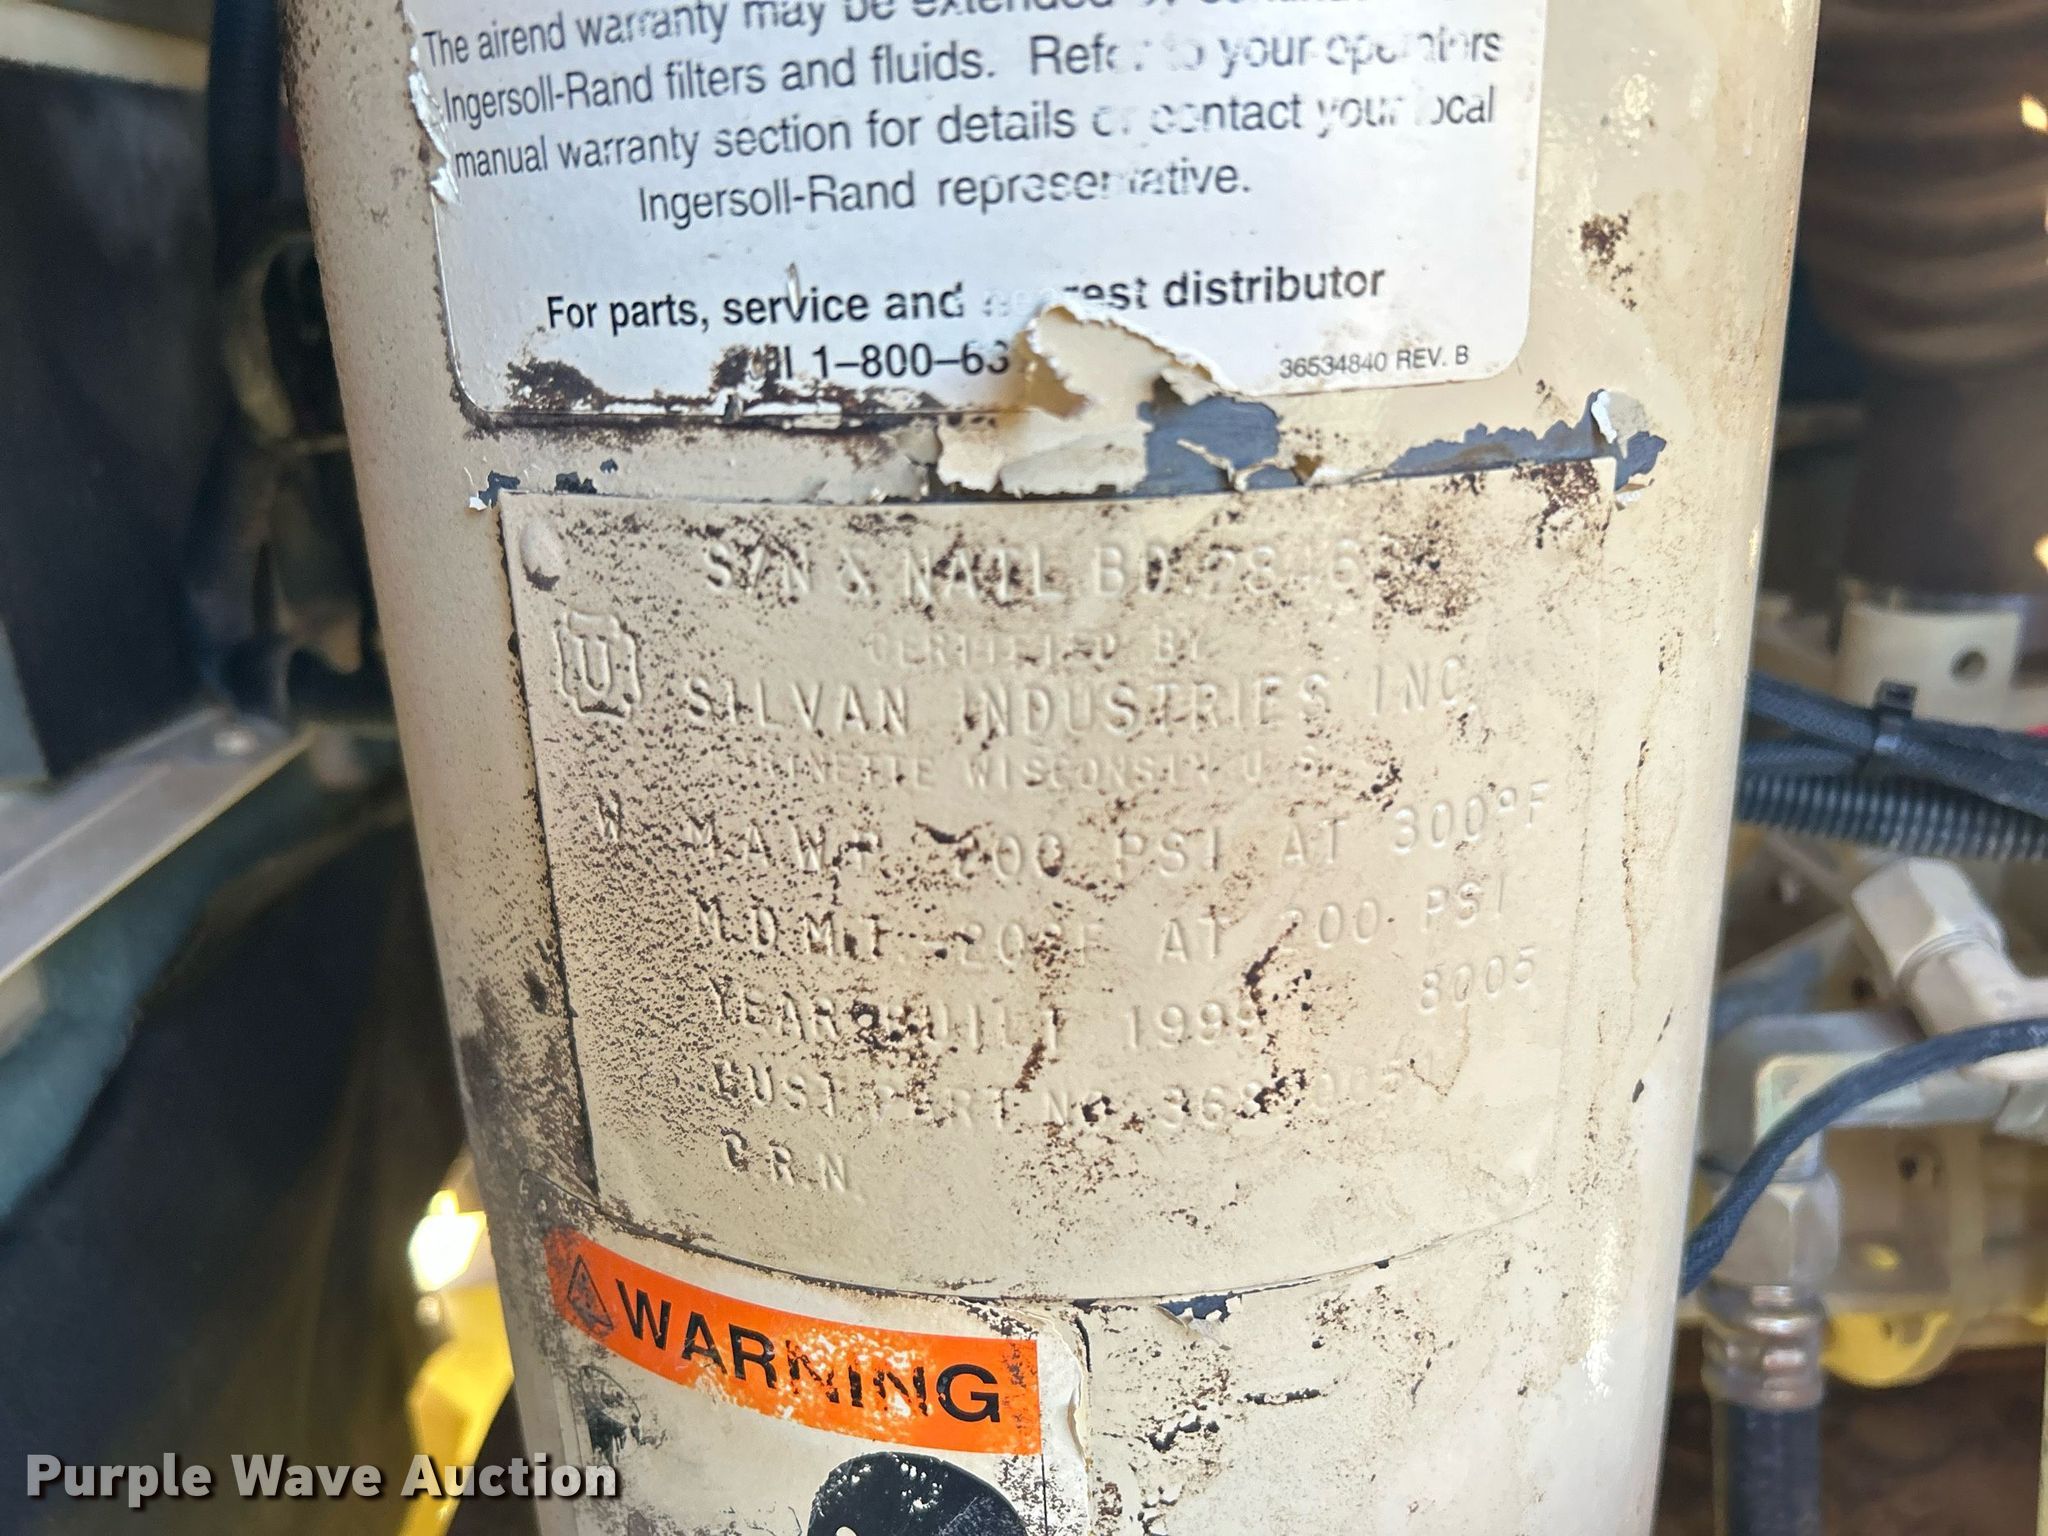 The airend warranty may be extended
Ingersoll-Rand filters and fluids. Refer to your operators
manual warranty section for details or contact your local
Ingersoll-Rand representative.
For parts, service and nearest distributor
1-800-63
36534840 REV. B
S/N & NATL BD.
U
CERTIFIED BY
SILVAN INDUSTRIES INC.
WISCONSIN U S
W M.A.W.P. 200 PSI AT 300°F
M.D.M.T. -20°F AT 200 PSI
YEAR BUILT 1999 8005
CUST PART NO.
C.R.N.
WARNING
Purple Wave Auction